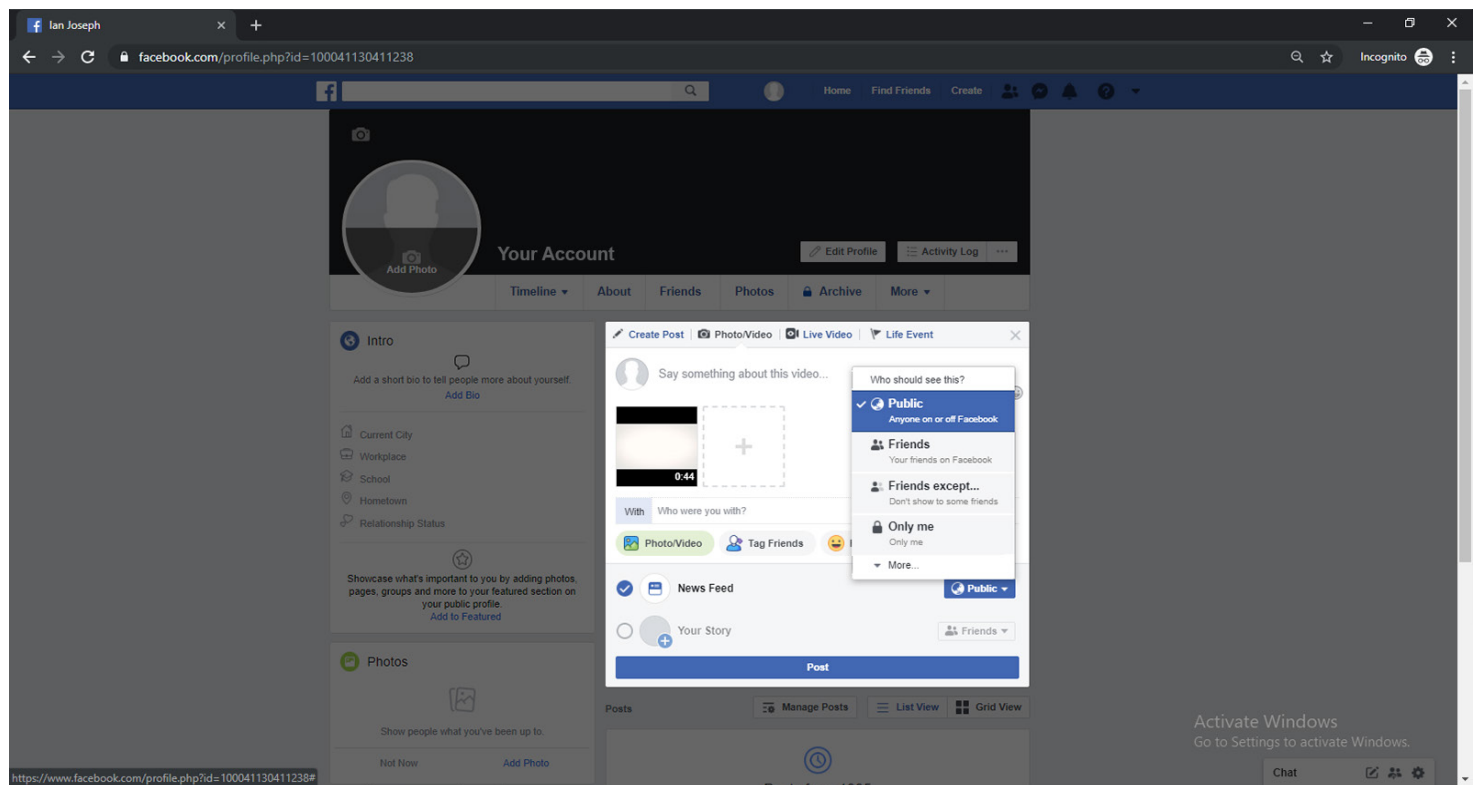 Ian Joseph
facebook.com/profile.php?id=100041130411238
Incognito
Home Find Friends Create
Add Photo
Your Account
Edit Profile Activity Log ...
Timeline About Friends Photos Archive More
Intro
Add a short bio to tell people more about yourself.
Add Bio
Current City
Workplace
School
Hometown
Relationship Status
Showcase what's important to you by adding photos,
pages, groups and more to your featured section on
your public profile.
Add to Featured
Photos
Show people what you've been up to.
Not Now Add Photo
Create Post Photo/Video Live Video Life Event
Say something about this video...
0:44
With Who were you with?
Photo/Video Tag Friends
Who should see this?
Public
Anyone on or off Facebook
Friends
Your friends on Facebook
Friends except...
Don't show to some friends
Only me
Only me
More...
News Feed Public
Your Story Friends
Post
Posts Manage Posts List View Grid View
Activate Windows
Go to Settings to activate Windows.
Chat
https://www.facebook.com/profile.php?id=100041130411238#